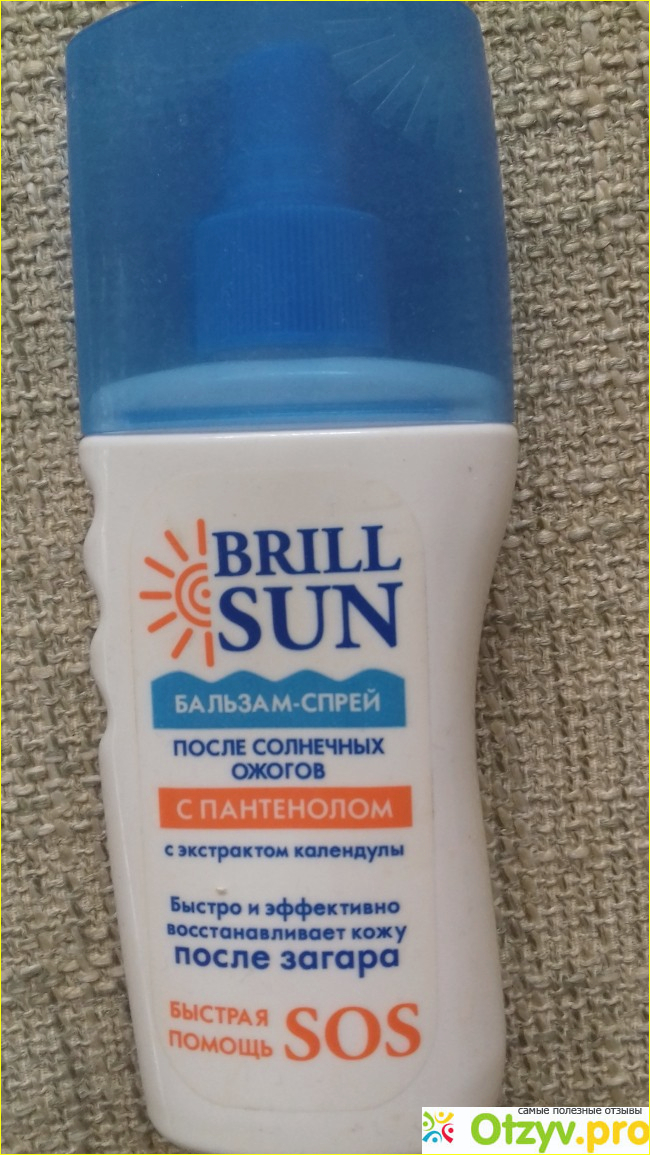 BRILL
SUN
БАЛЬЗАМ-СПРЕЙ
ПОСЛЕ СОЛНЕЧНЫХ
ОЖОГОВ
С ПАНТЕНОЛОМ
с экстрактом календулы
Быстро и эффективно
восстанавливает кожу
после загара
БЫСТРАЯ
ПОМОЩЬ SOS
самые полезные отзывы
Otzyv.pro